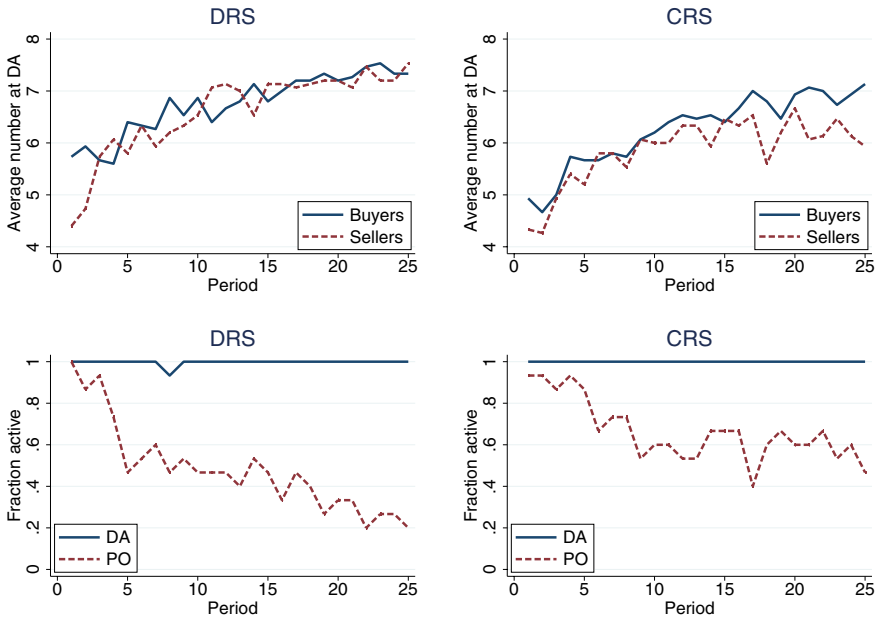 DRS
Average number at DA
8
7
6
5
4
Buyers
Sellers
0 5 10 15 20 25
Period
CRS
Average number at DA
8
7
6
5
4
Buyers
Sellers
0 5 10 15 20 25
Period
DRS
Fraction active
1
.8
.6
.4
.2
0
DA
PO
0 5 10 15 20 25
Period
CRS
Fraction active
1
.8
.6
.4
.2
0
DA
PO
0 5 10 15 20 25
Period